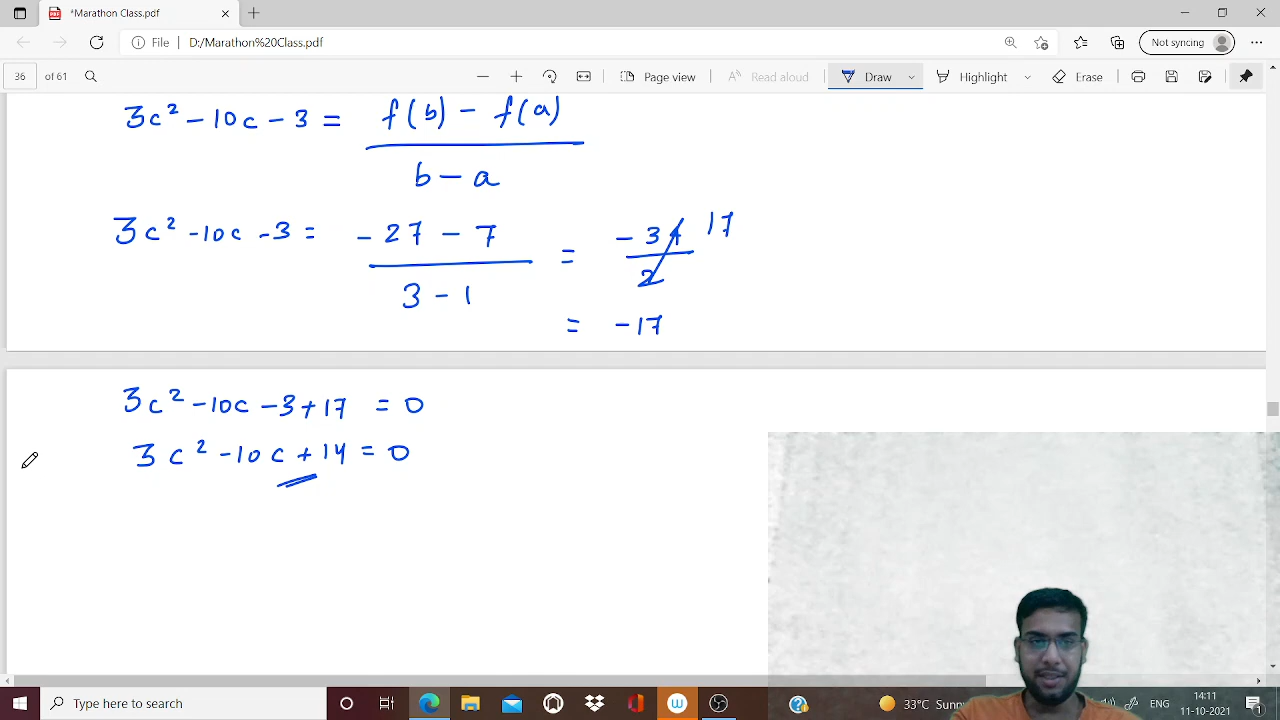 *Marathon Class.pdf
File D:/Marathon%20Class.pdf Not syncing
36 of 61 Page view Read aloud Draw Highlight Erase
3c² - 10c - 3 = f(b) - f(a)
b - a
3c² - 10c - 3 = -27 - 7 = -34 17
3 - 1 2
= -17
3c² - 10c - 3 + 17 = 0
3c² - 10c + 14 = 0
Type here to search W 33°C Sunny ENG 14:11
11-10-2021